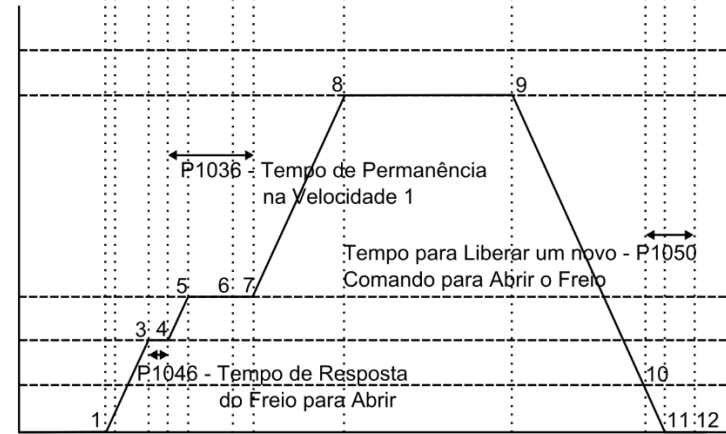 8
9
P1036 - Tempo de Permanência
na Velocidade 1
Tempo para Liberar um novo - P1050
Comando para Abrir o Freio
5
6
7
3
4
P1046 - Tempo de Resposta
do Freio para Abrir
10
1
11
12